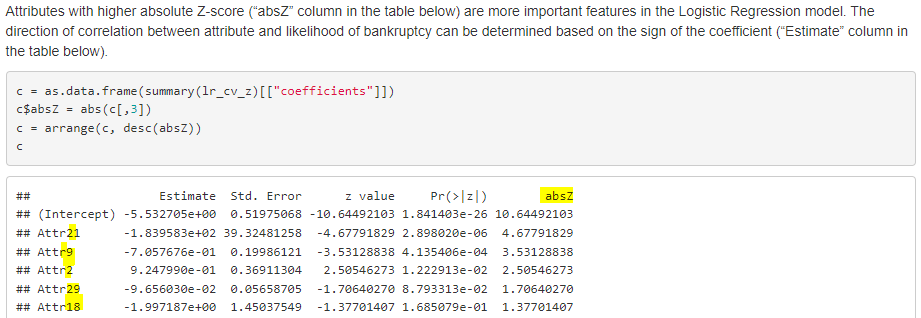 Attributes with higher absolute Z-score (“absZ” column in the table below) are more important features in the Logistic Regression model. The
direction of correlation between attribute and likelihood of bankruptcy can be determined based on the sign of the coefficient (“Estimate” column in
the table below).
c = as.data.frame(summary(lr_cv_z)[["coefficients"]])
c$absZ = abs(c[,3])
c = arrange(c, desc(absZ))
c
## Estimate Std. Error z value Pr(>|z|) absZ
## (Intercept) -5.532705e+00 0.51975068 -10.64492103 1.841403e-26 10.64492103
## Attr21 -1.839583e+02 39.32481258 -4.67791829 2.898020e-06 4.67791829
## Attr9 -7.057676e-01 0.19986121 -3.53128838 4.135406e-04 3.53128838
## Attr2 9.247990e-01 0.36911304 2.50546273 1.222913e-02 2.50546273
## Attr29 -9.656030e-02 0.05658705 -1.70640270 8.793313e-02 1.70640270
## Attr18 -1.997187e+00 1.45037549 -1.37701407 1.685079e-01 1.37701407